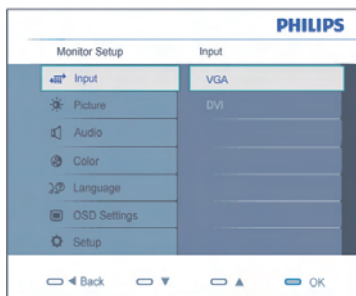 PHILIPS
Monitor Setup Input
Input VGA
Picture DVI
Audio
Color
Language
OSD Settings
Setup
Back OK